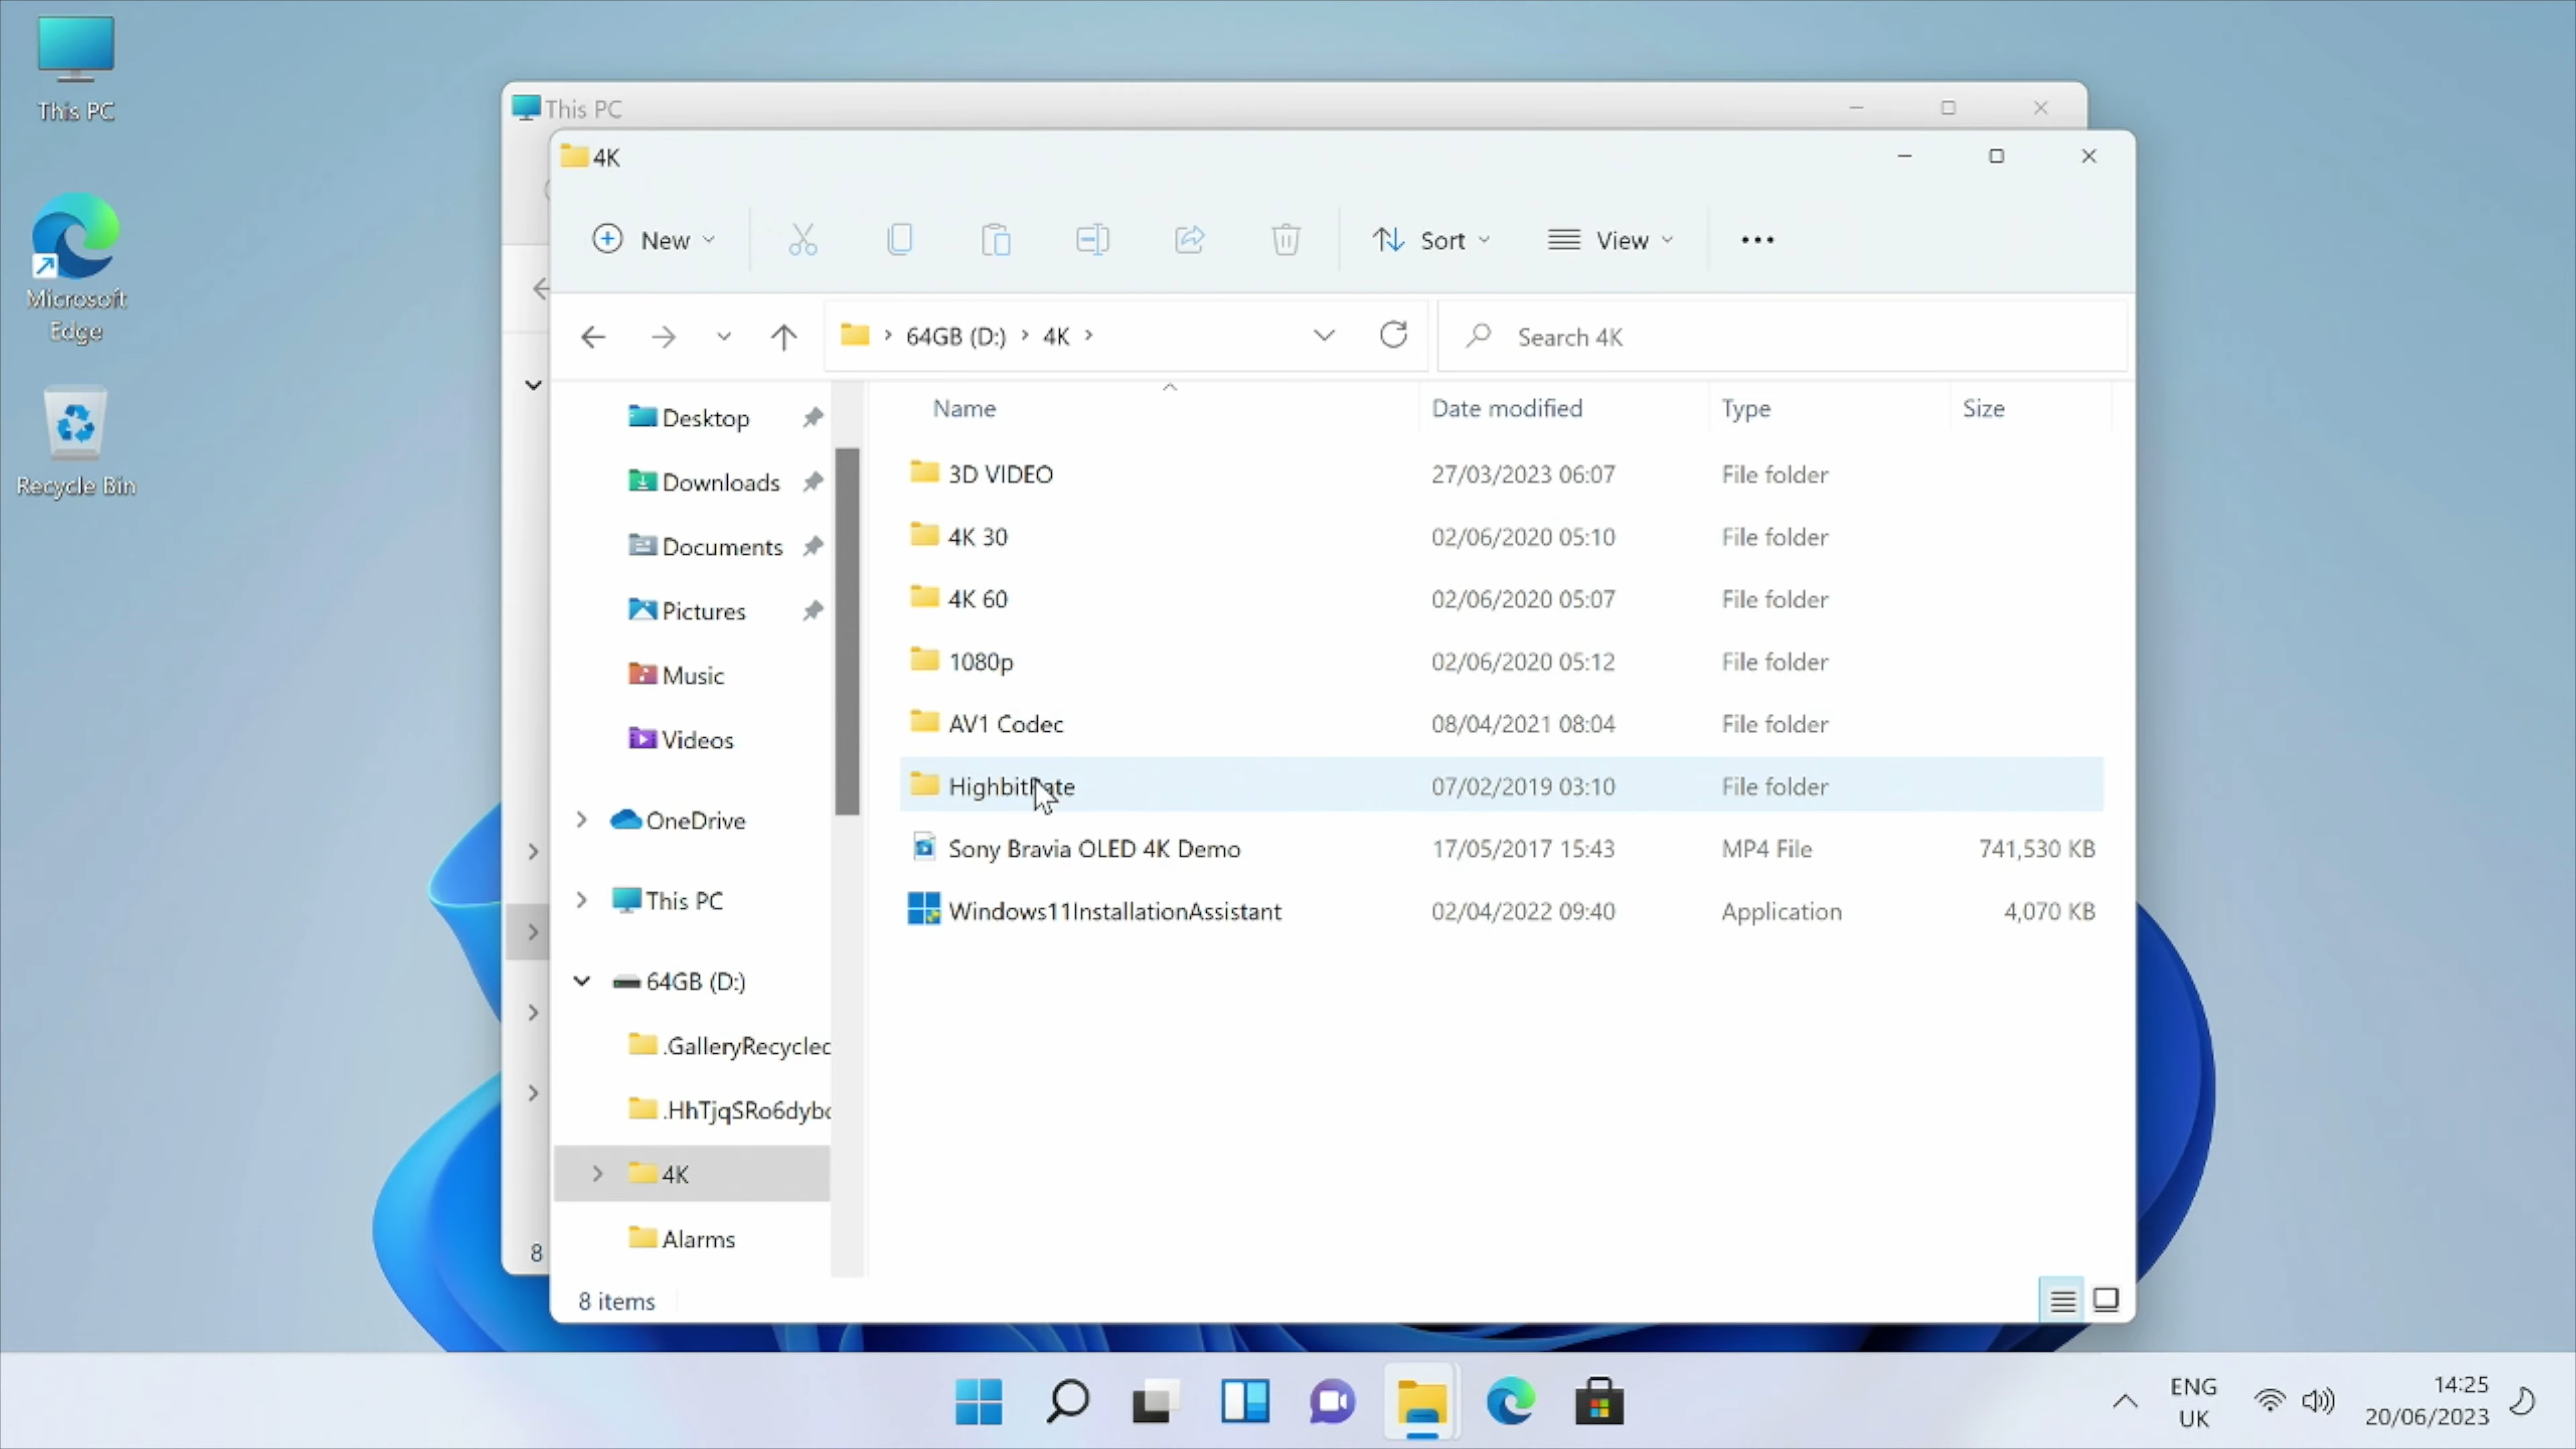 This PC
Microsoft
Edge
Recycle Bin
This PC
4K
New
Sort
View
64GB (D:)
4K
Search 4K
Name
Date modified
Type
Size
3D VIDEO
27/03/2023 06:07
File folder
4K 30
02/06/2020 05:10
File folder
4K 60
02/06/2020 05:07
File folder
1080p
02/06/2020 05:12
File folder
AV1 Codec
08/04/2021 08:04
File folder
07/02/2019 03:10
File folder
Sony Bravia OLED 4K Demo
17/05/2017 15:43
MP4 File
741,530 KB
Windows11InstallationAssistant
02/04/2022 09:40
Application
4,070 KB
Desktop
Downloads
Documents
Pictures
Music
Videos
OneDrive
This PC
64GB (D:)
.GalleryRecyclec
.HhTjqSRo6dyb
4K
Alarms
8
8 items
ENG
UK
14:25
20/06/2023